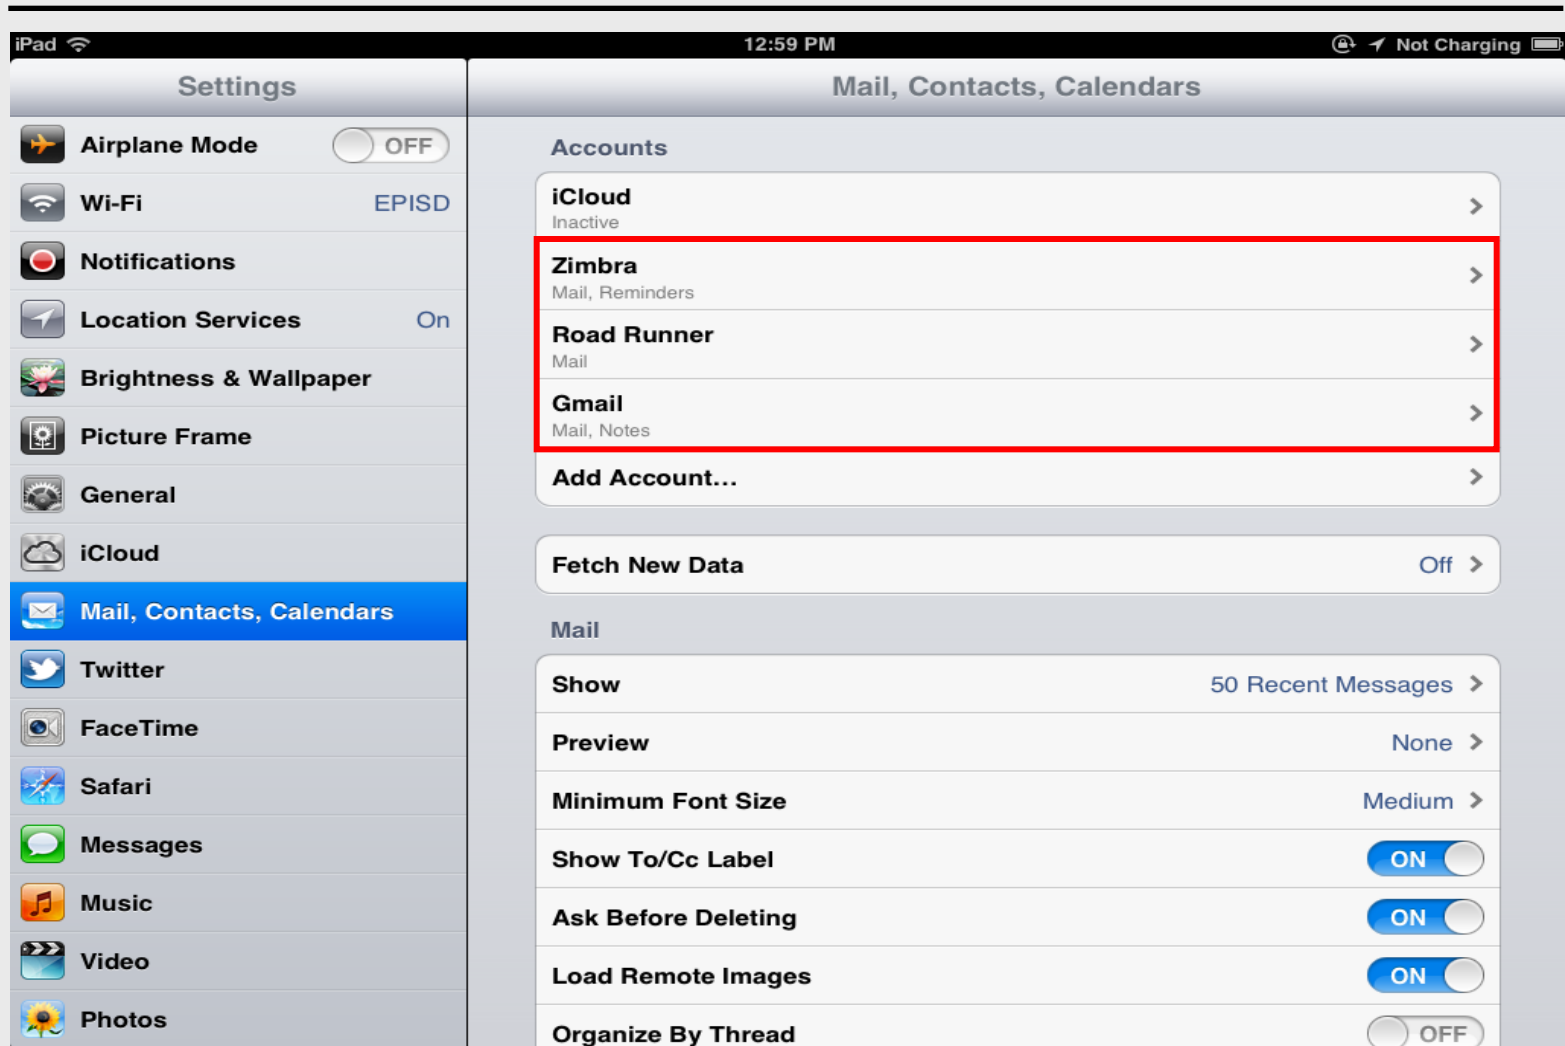 iPad 12:59 PM Not Charging
Settings
Mail, Contacts, Calendars
Airplane Mode OFF
Wi-Fi EPISD
Notifications
Location Services On
Brightness & Wallpaper
Picture Frame
General
iCloud
Mail, Contacts, Calendars
Twitter
FaceTime
Safari
Messages
Music
Video
Photos
Accounts
iCloud
Inactive
Zimbra
Mail, Reminders
Road Runner
Mail
Gmail
Mail, Notes
Add Account...
Fetch New Data Off
Mail
Show 50 Recent Messages
Preview None
Minimum Font Size Medium
Show To/Cc Label ON
Ask Before Deleting ON
Load Remote Images ON
Organize By Thread OFF